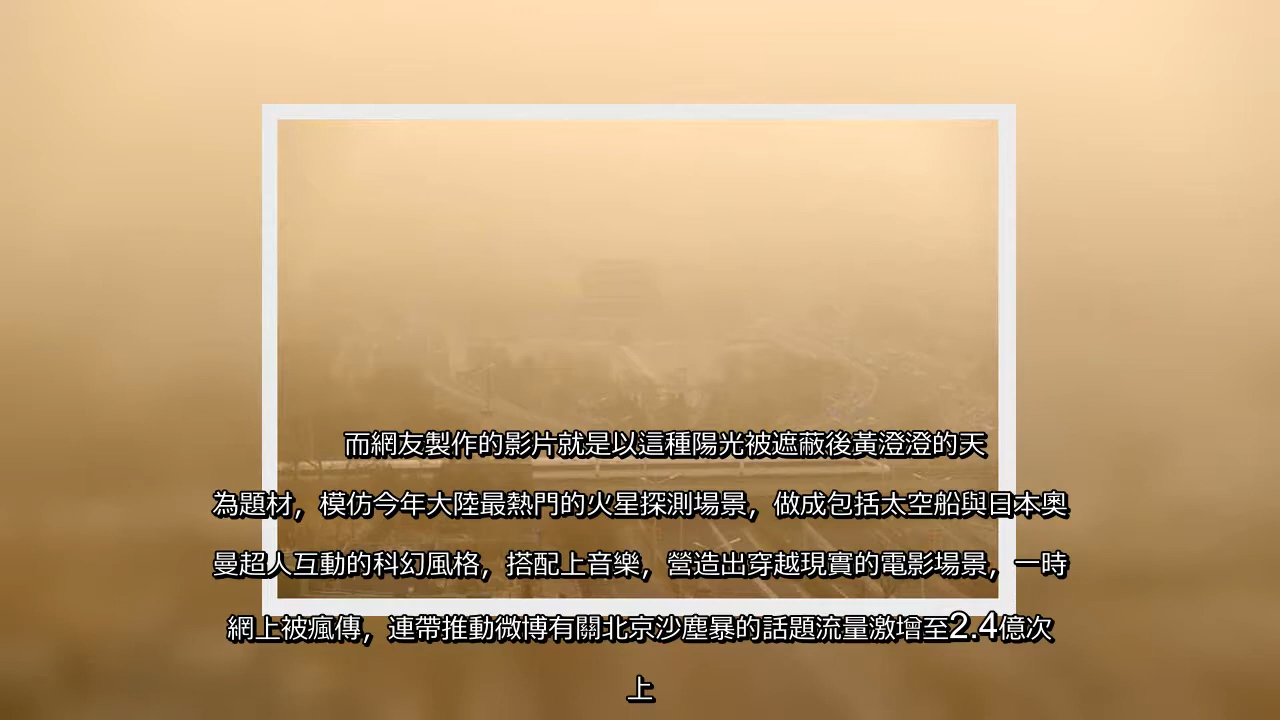 而網友製作的影片就是以這種陽光被遮蔽後黃澄澄的天
為題材，模仿今年大陸最熱門的火星探測場景，做成包括太空船與日本奧
曼超人互動的科幻風格，搭配上音樂，營造出穿越現實的電影場景，一時
網上被瘋傳，連帶推動微博有關北京沙塵暴的話題流量激增至2.4億次
上